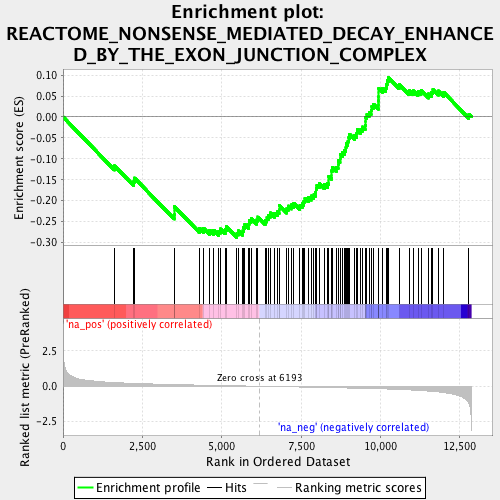 Enrichment plot:
REACTOME_NONSENSE_MEDIATED_DECAY_ENHANCE
D_BY_THE_EXON_JUNCTION_COMPLEX
Enrichment score (ES)
0.10
0.05
0.00
-0.05
-0.10
-0.15
-0.20
-0.25
-0.30
'na_pos' (positively correlated)
Ranked list metric (PreRanked)
2.5
0.0
-2.5
Zero cross at 6193
'na_neg' (negatively correlated)
0
2,500
5,000
7,500
10,000
12,500
Rank in Ordered Dataset
Enrichment profile
Hits
Ranking metric scores